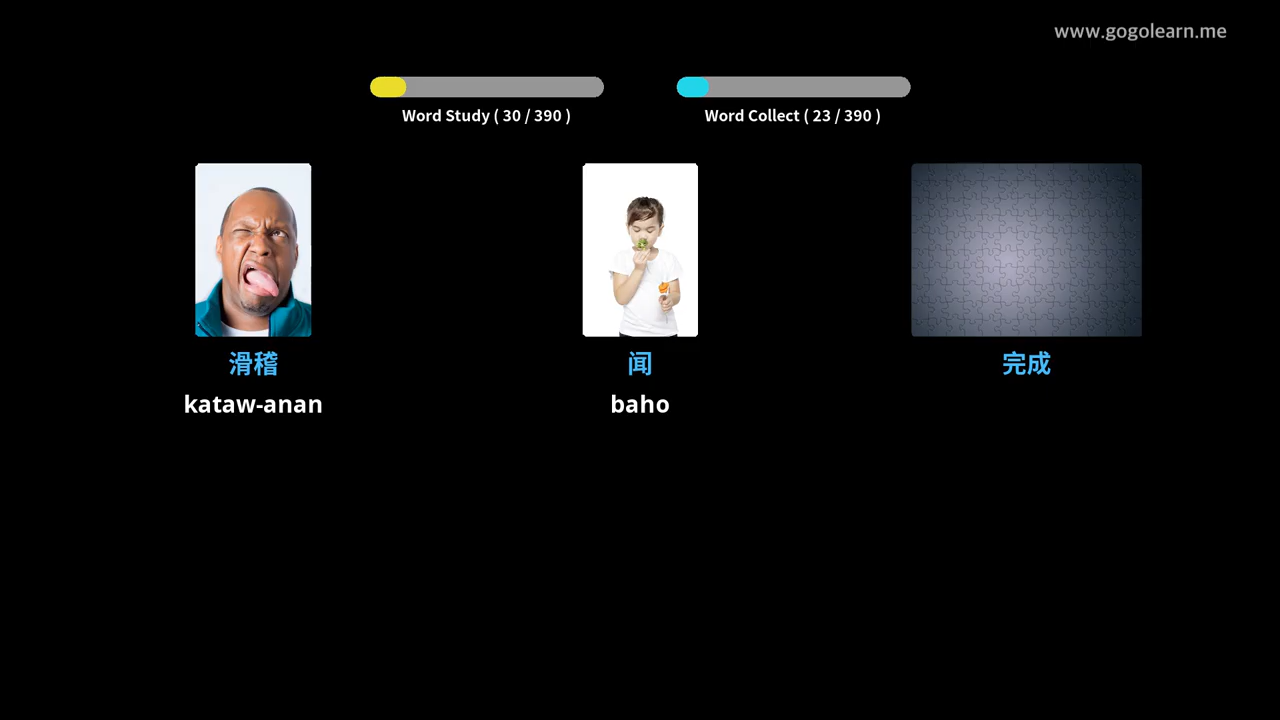 www.gogolearn.me
Word Study ( 30 / 390 )
Word Collect ( 23 / 390 )
滑稽
闻
完成
kataw-anan
baho